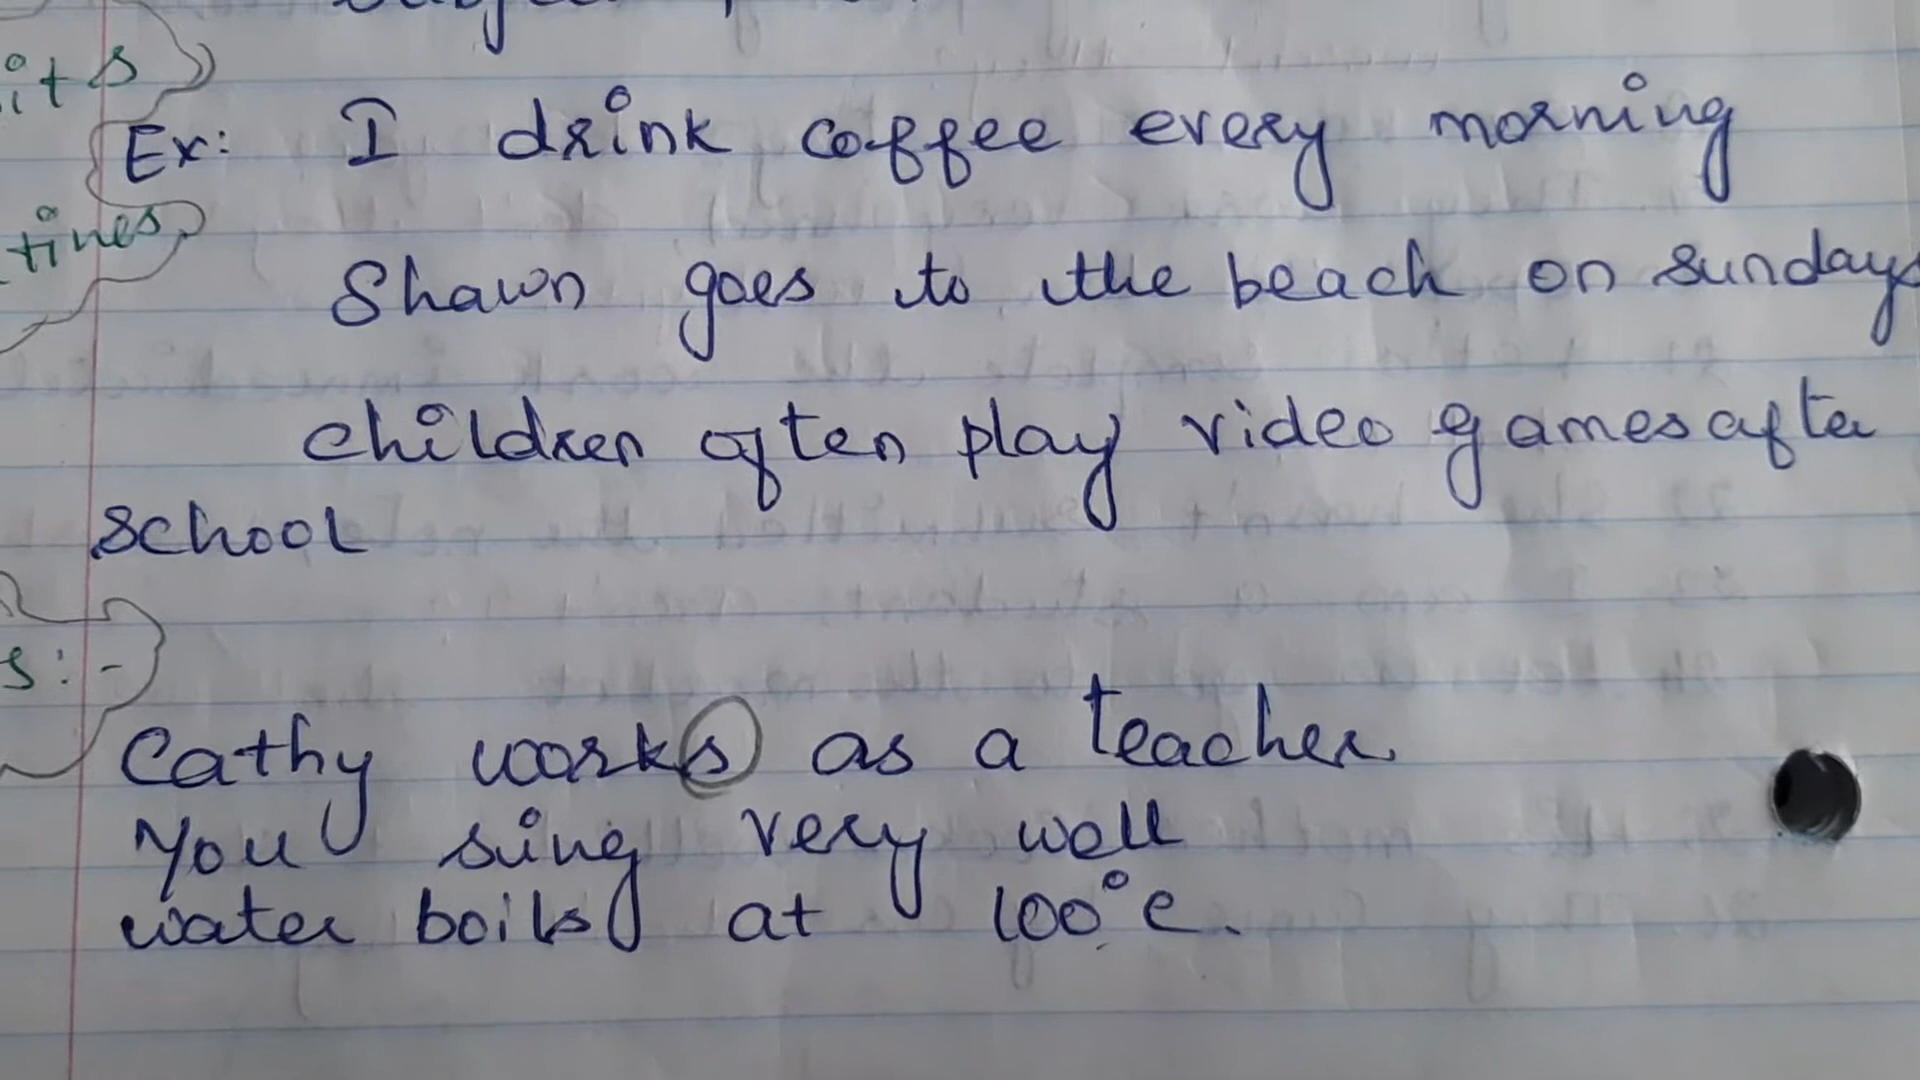 its
Ex: I drink coffee every morning
tines
Shawn goes to the beach on sundays
children often play video games after
school
s:-
Cathy works as a teacher
You sing very well
water boils at 100°c.